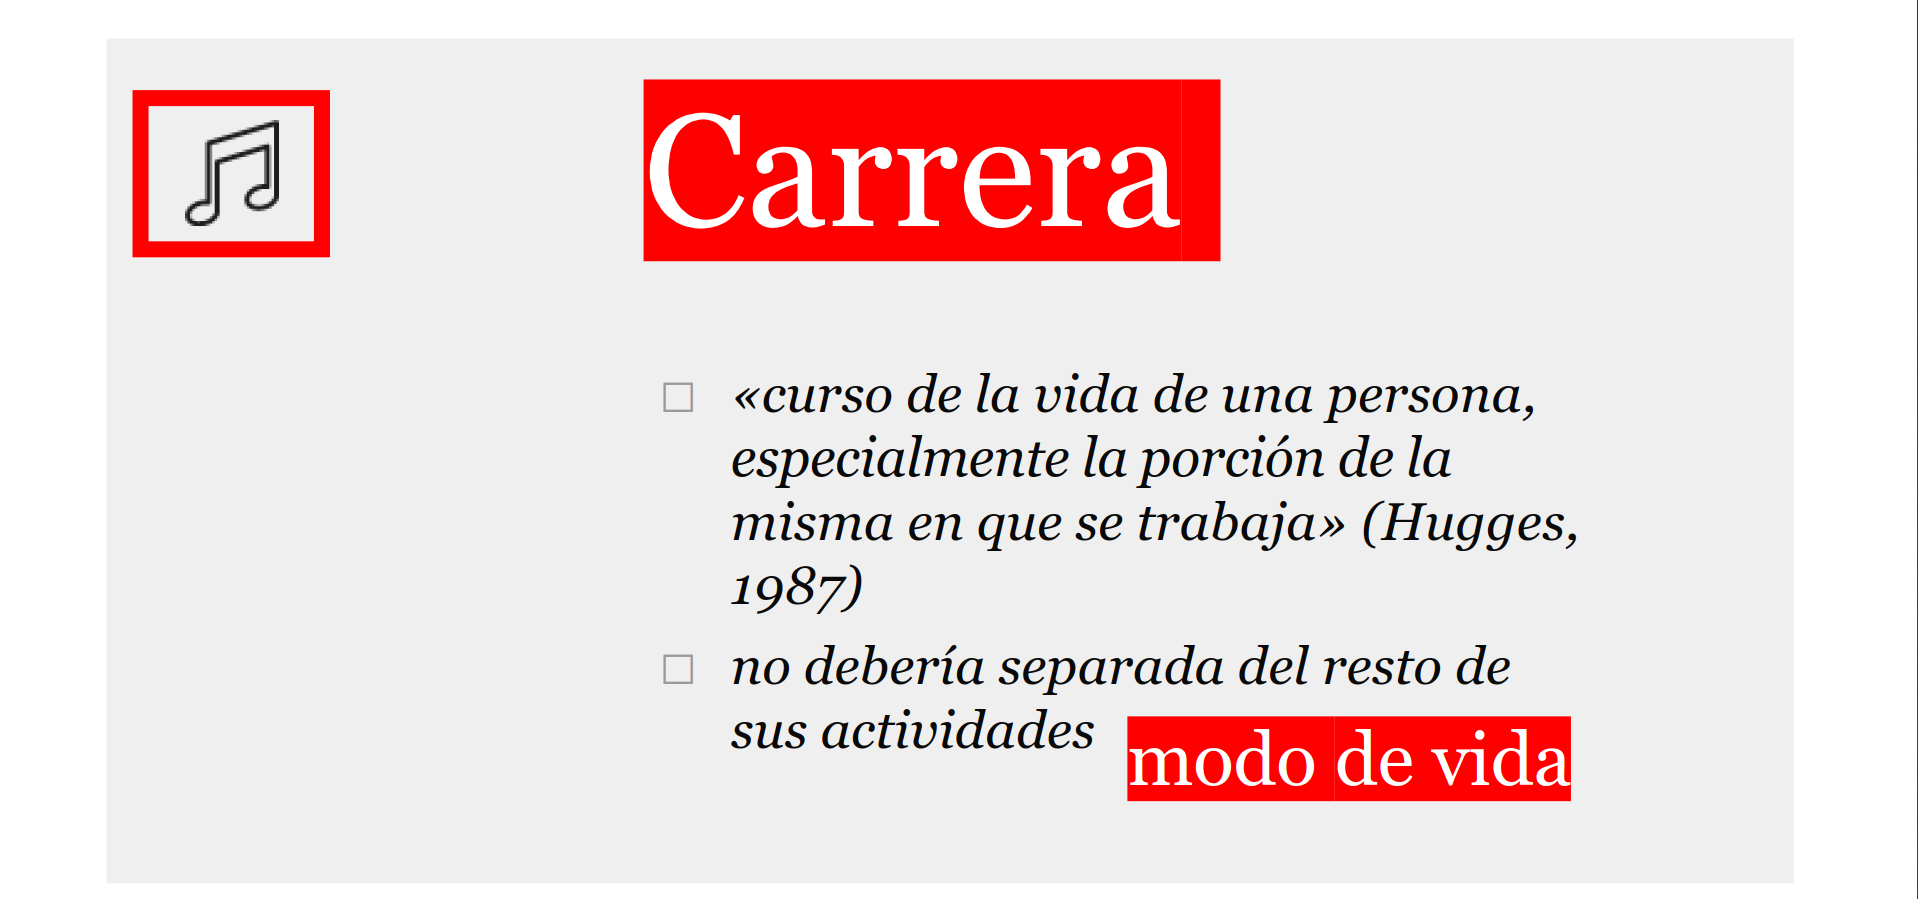 Carrera
«curso de la vida de una persona,
especialmente la porción de la
misma en que se trabaja» (Hugges,
1987)
no debería separada del resto de
sus actividades
modo de vida